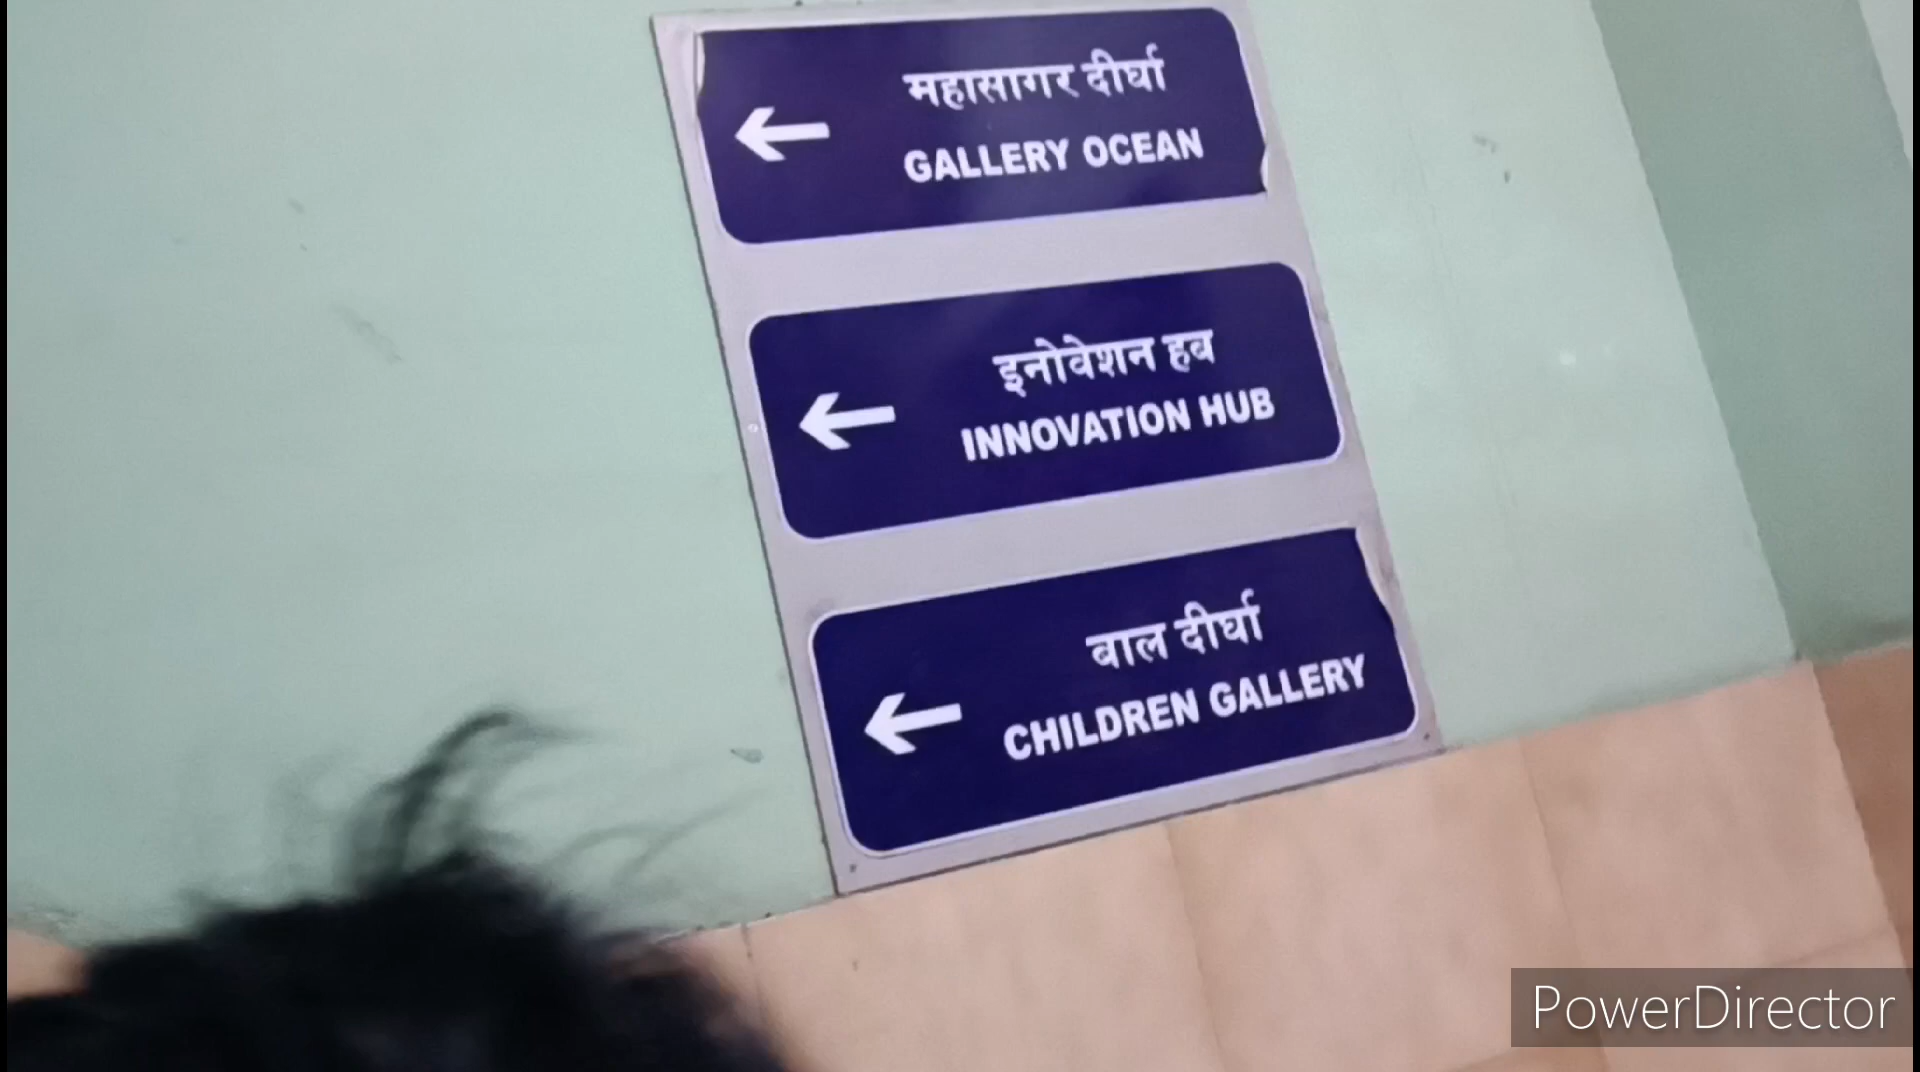 महासागर दीर्घा
GALLERY OCEAN
इनोवेशन हब
INNOVATION HUB
बाल दीर्घा
CHILDREN GALLERY
PowerDirector